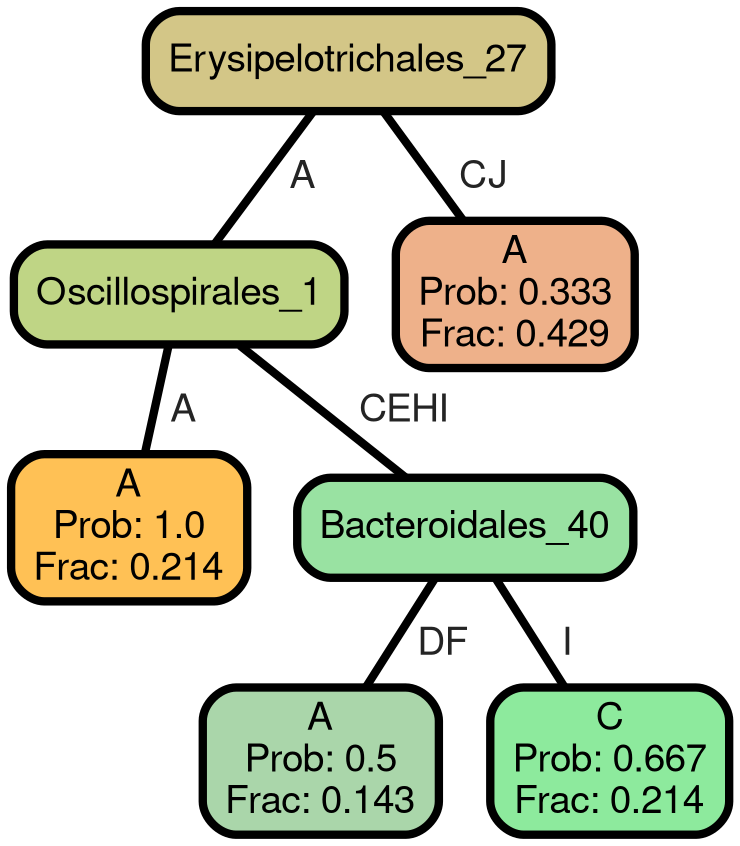 Erysipelotrichales_27
A
CJ
A
Prob: 0.333
Frac: 0.429
Oscillospirales_1
A
CEHI
A
Prob: 1.0
Frac: 0.214
Bacteroidales_40
DF
I
A
Prob: 0.5
Frac: 0.143
C
Prob: 0.667
Frac: 0.214